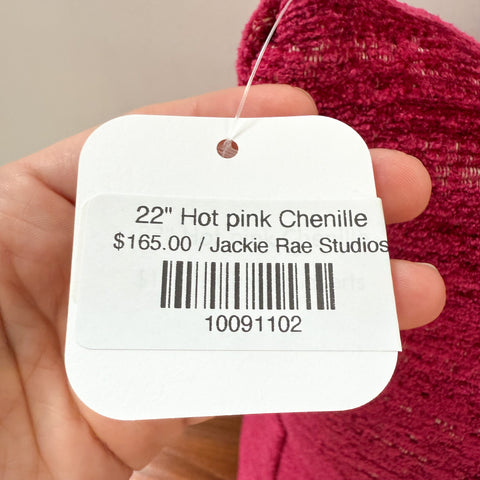 22" Hot pink Chenille
$165.00 / Jackie Rae Studios
10091102